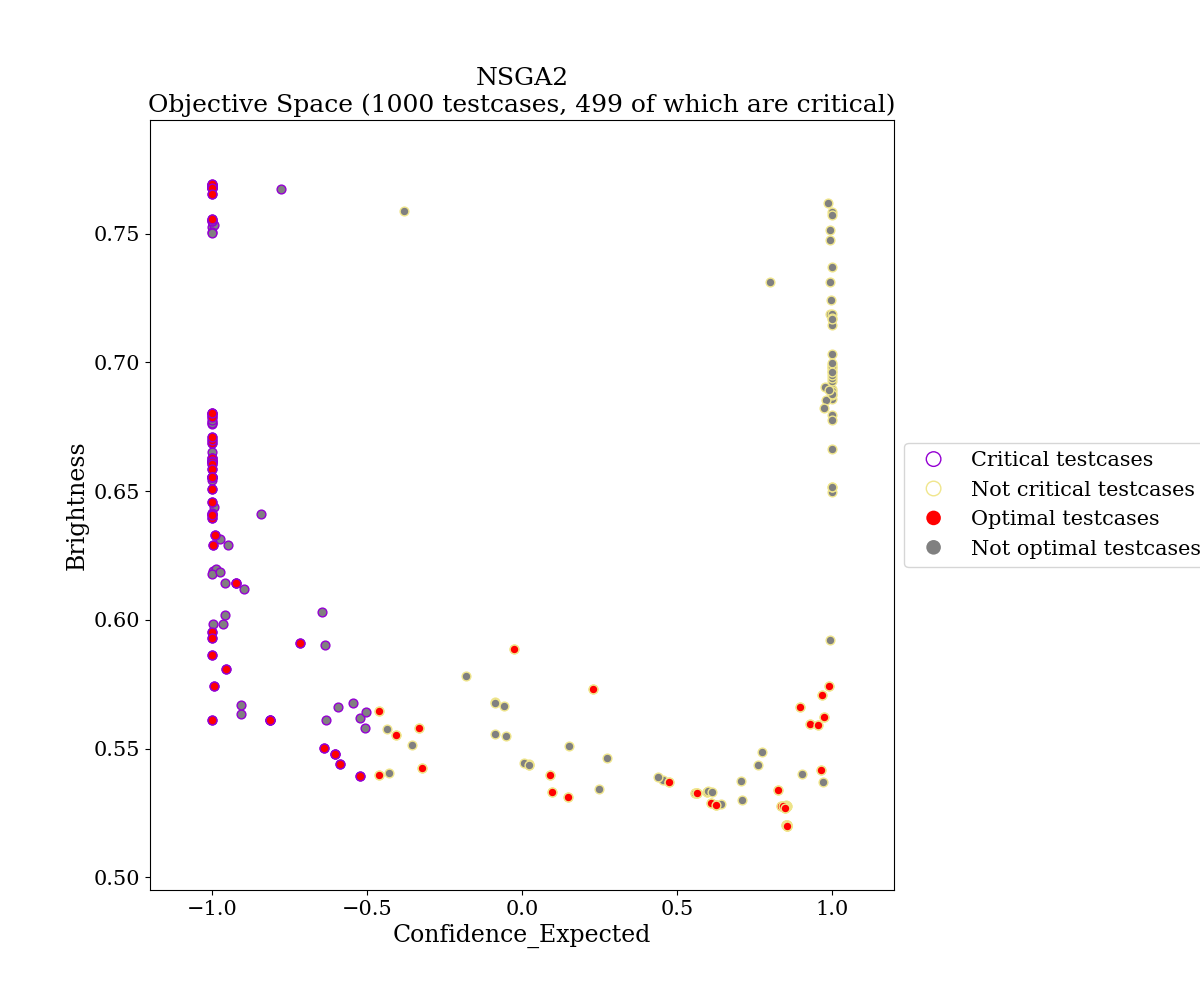 NSGA2
Objective Space (1000 testcases, 499 of which are critical)
Brightness
0.75
0.70
0.65
0.60
0.55
0.50
−1.0 −0.5 0.0 0.5 1.0
Confidence_Expected
Critical testcases
Not critical testcases
Optimal testcases
Not optimal testcases